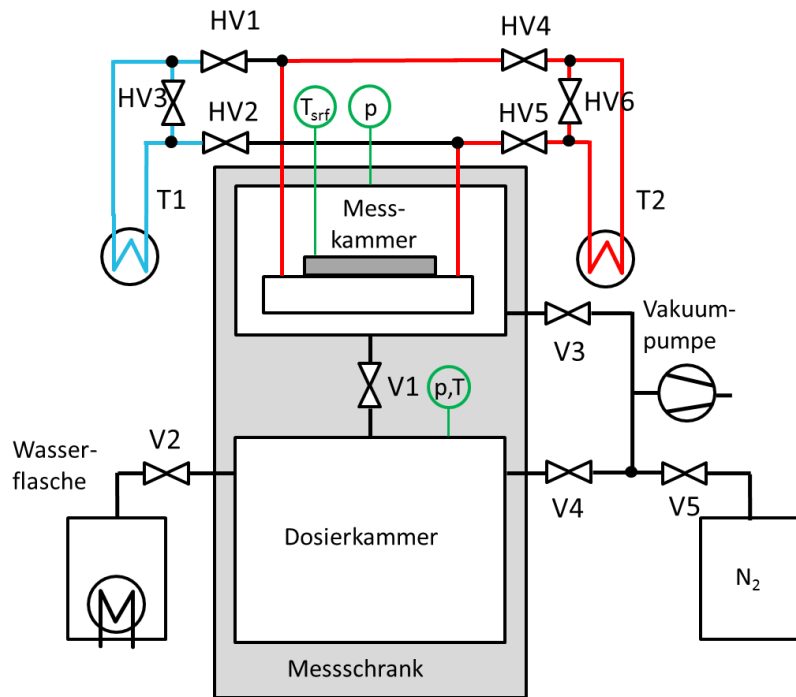 HV1
HV4
HV3
T_srf
p
HV6
HV2
HV5
T1
Mess-
kammer
T2
Vakuum-
pumpe
V3
V1
p,T
V2
Wasser-
flasche
V4
V5
Dosierkammer
N₂
Messschrank